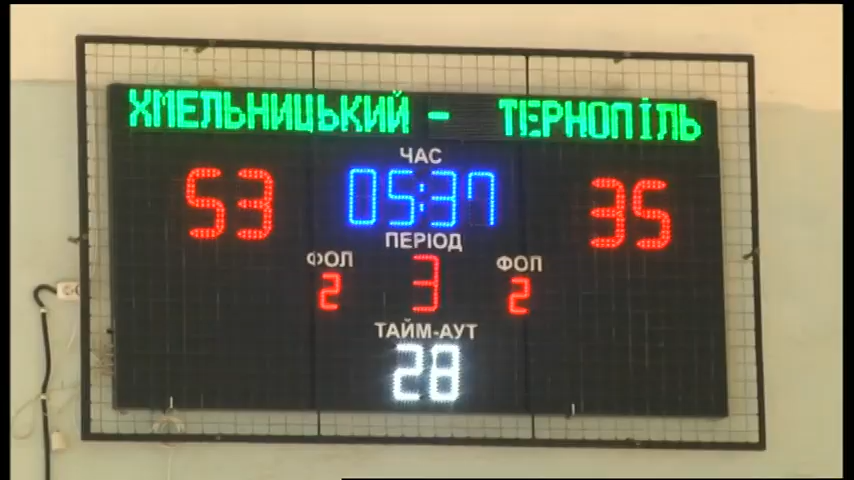 ХМЕЛЬНИЦЬКИЙ - ТЕРНОПІЛЬ
ЧАС
53 05:37 35
ПЕРІОД
ФОЛ ФОЛ
2 3 2
ТАЙМ-АУТ
28